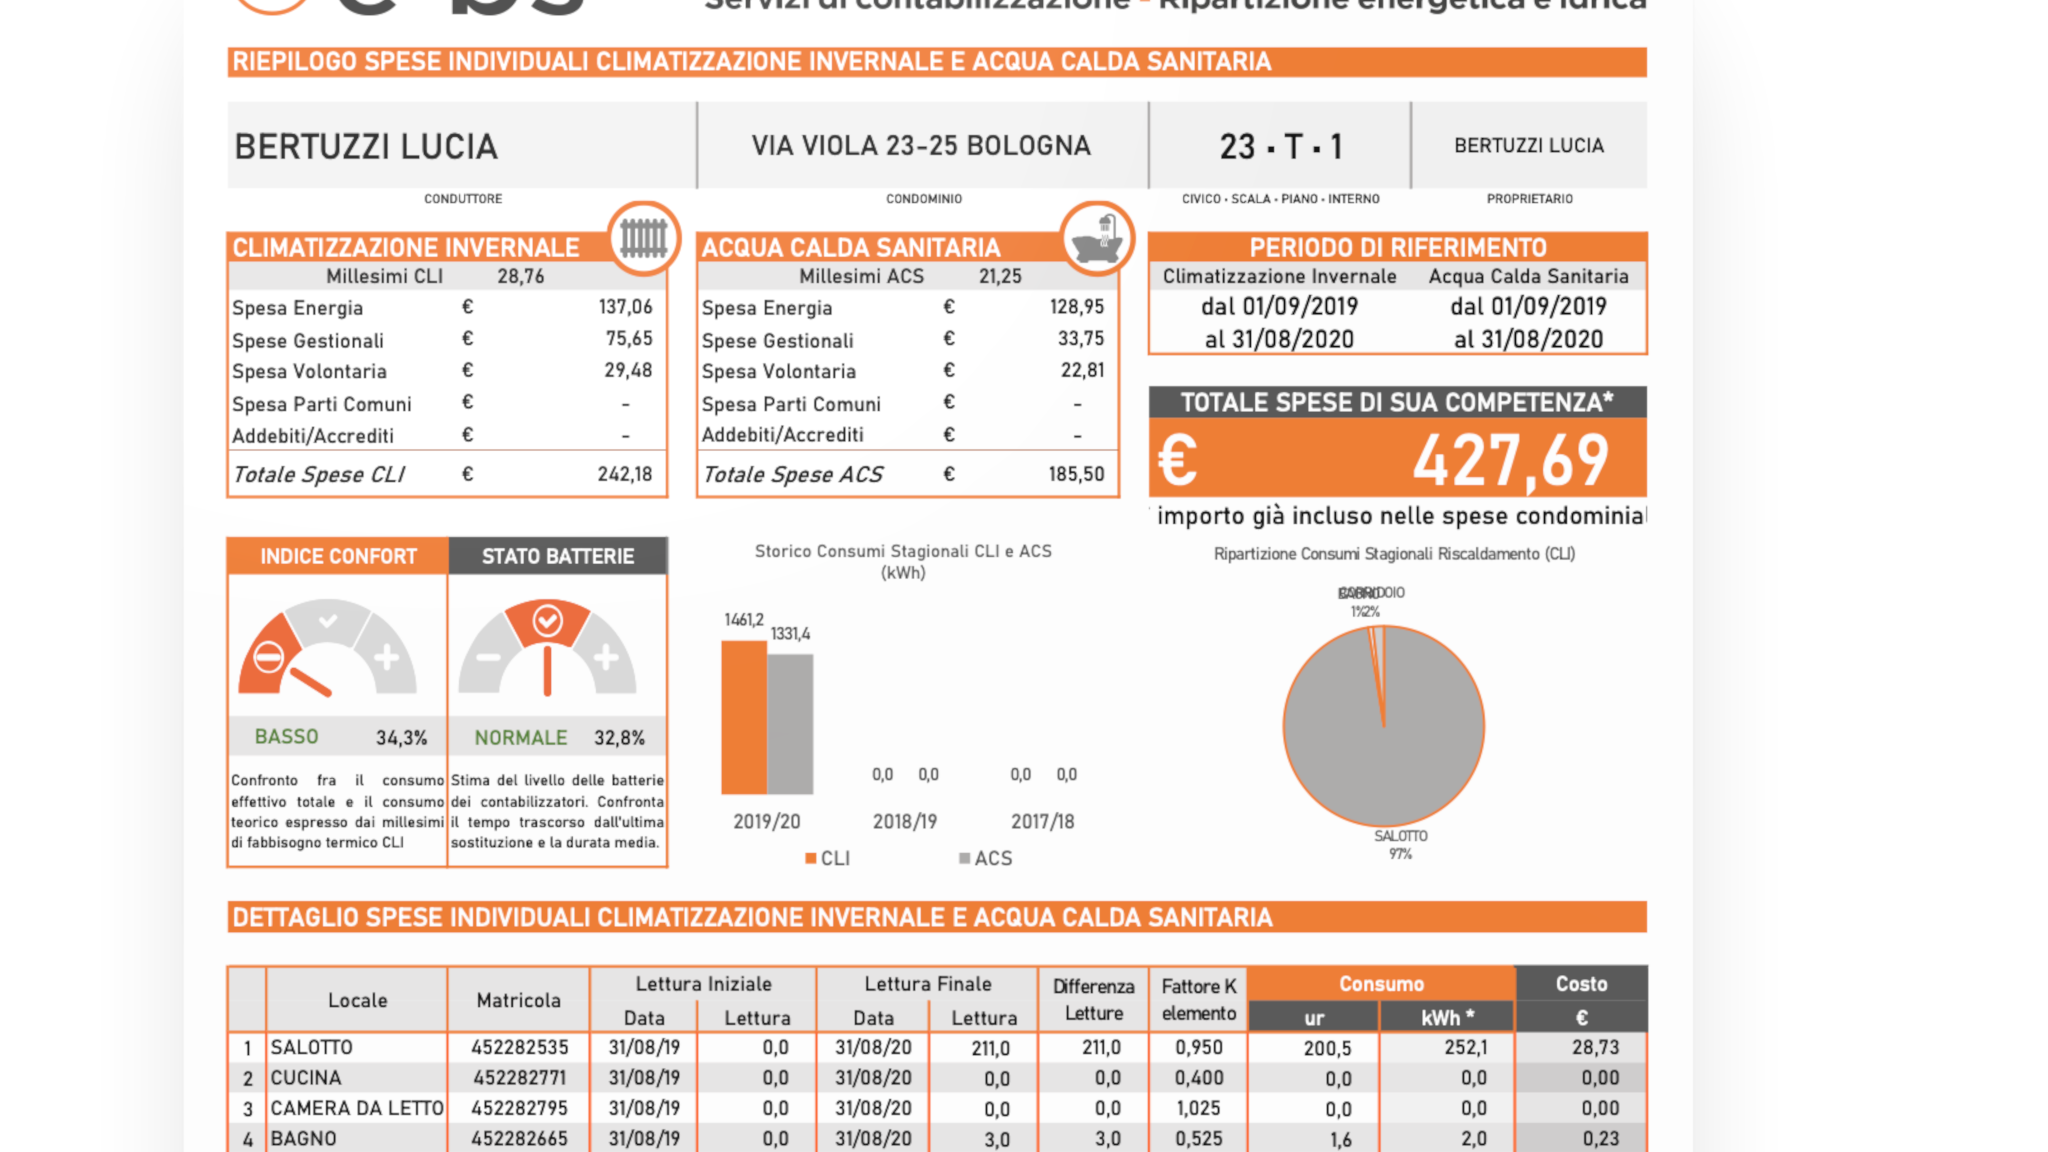 Servizi di contabilizzazione - Ripartizione energetica e idrica
RIEPILOGO SPESE INDIVIDUALI CLIMATIZZAZIONE INVERNALE E ACQUA CALDA SANITARIA
BERTUZZI LUCIA
VIA VIOLA 23-25 BOLOGNA
23 • T • 1
BERTUZZI LUCIA
CONDUTTORE
CONDOMINIO
CIVICO • SCALA • PIANO • INTERNO
PROPRIETARIO
CLIMATIZZAZIONE INVERNALE
Millesimi CLI 28,76
Spesa Energia € 137,06
Spese Gestionali € 75,65
Spesa Volontaria € 29,48
Spesa Parti Comuni € -
Addebiti/Accrediti € -
Totale Spese CLI € 242,18
ACQUA CALDA SANITARIA
Millesimi ACS 21,25
Spesa Energia € 128,95
Spese Gestionali € 33,75
Spesa Volontaria € 22,81
Spesa Parti Comuni € -
Addebiti/Accrediti € -
Totale Spese ACS € 185,50
PERIODO DI RIFERIMENTO
Climatizzazione Invernale Acqua Calda Sanitaria
dal 01/09/2019 dal 01/09/2019
al 31/08/2020 al 31/08/2020
TOTALE SPESE DI SUA COMPETENZA*
€ 427,69
importo già incluso nelle spese condominial
INDICE CONFORT
BASSO 34,3%
Confronto fra il consumo
effettivo totale e il consumo
teorico espresso dai millesimi
di fabbisogno termico CLI
STATO BATTERIE
NORMALE 32,8%
Stima del livello delle batterie
dei contabilizzatori. Confronta
il tempo trascorso dall'ultima
sostituzione e la durata media.
Storico Consumi Stagionali CLI e ACS
(kWh)
1461,2
1331,4
0,0 0,0 0,0 0,0
2019/20 2018/19 2017/18
CLI ACS
Ripartizione Consumi Stagionali Riscaldamento (CLI)
CORRIDOIO
1% 2%
SALOTTO
97%
DETTAGLIO SPESE INDIVIDUALI CLIMATIZZAZIONE INVERNALE E ACQUA CALDA SANITARIA
Locale Matricola Lettura Iniziale Lettura Finale Differenza Letture Fattore K elemento Consumo Costo
Data Lettura Data Lettura ur kWh * €
1 SALOTTO 452282535 31/08/19 0,0 31/08/20 211,0 211,0 0,950 200,5 252,1 28,73
2 CUCINA 452282771 31/08/19 0,0 31/08/20 0,0 0,0 0,400 0,0 0,0 0,00
3 CAMERA DA LETTO 452282795 31/08/19 0,0 31/08/20 0,0 0,0 1,025 0,0 0,0 0,00
4 BAGNO 452282665 31/08/19 0,0 31/08/20 3,0 3,0 0,525 1,6 2,0 0,23